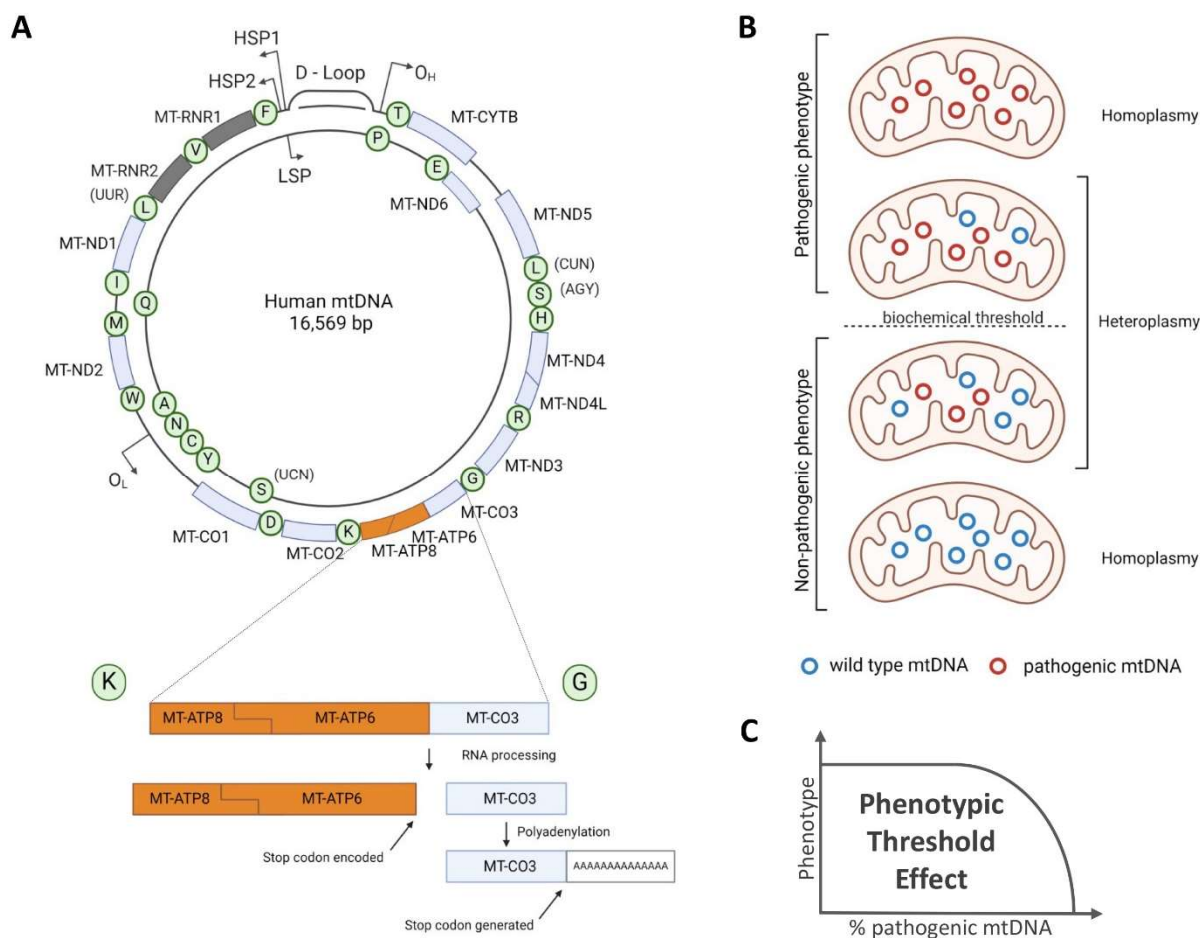 A
HSP1
HSP2
D - Loop
OH
LSP
F
T
P
E
MT-CYTB
MT-ND6
MT-ND5
MT-RNR1
V
MT-RNR2
(UUR)
L
MT-ND1
I
Q
M
MT-ND2
W
A
N
C
Y
S
(UCN)
OL
Human mtDNA
16,569 bp
L
(CUN)
S
(AGY)
H
MT-ND4
MT-ND4L
R
MT-ND3
G
MT-CO3
MT-ATP6
MT-ATP8
K
MT-CO2
D
MT-CO1
K
G
MT-ATP8
MT-ATP6
MT-CO3
RNA processing
MT-ATP8
MT-ATP6
MT-CO3
Stop codon encoded
Polyadenylation
MT-CO3
AAAAAAAAAAAAAA
Stop codon generated
B
Pathogenic phenotype
Homoplasmy
biochemical threshold
Heteroplasmy
Non-pathogenic phenotype
Homoplasmy
wild type mtDNA
pathogenic mtDNA
C
Phenotype
Phenotypic
Threshold
Effect
% pathogenic mtDNA